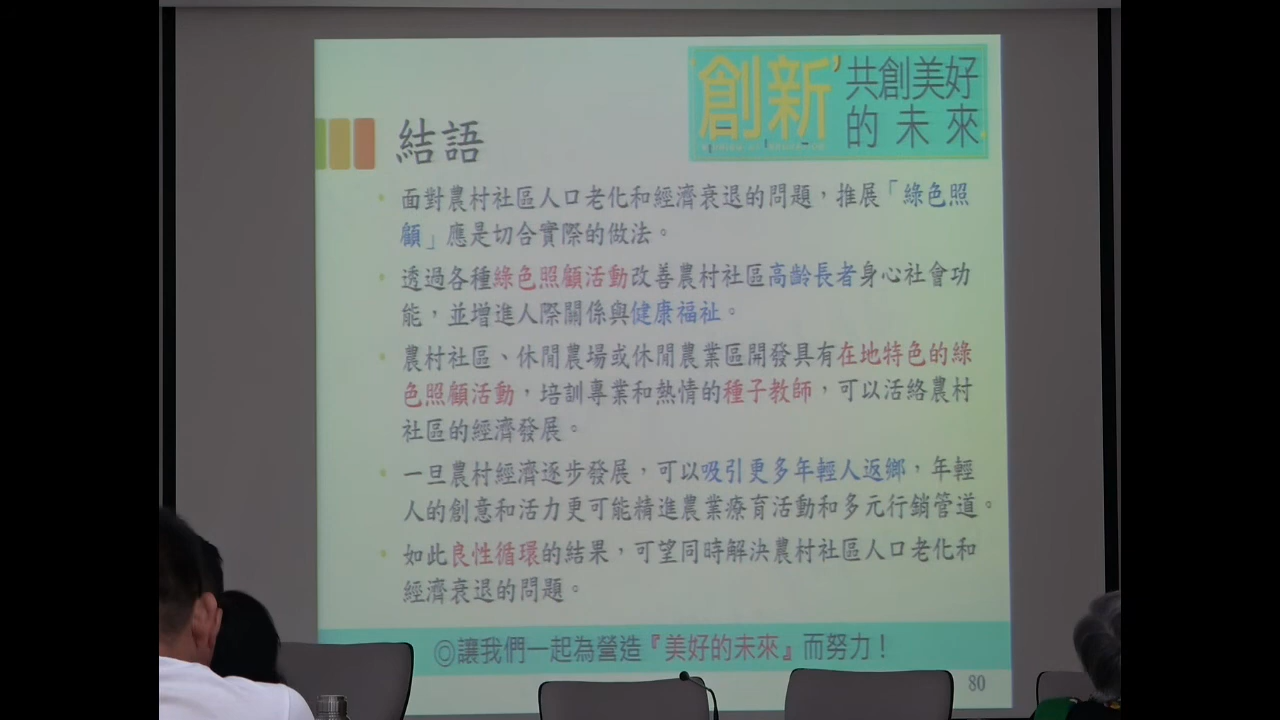 創新 共創美好
的未來
結語
• 面對農村社區人口老化和經濟衰退的問題，推展「綠色照
顧」應是切合實際的做法。
• 透過各種綠色照顧活動改善農村社區高齡長者身心社會功
能，並增進人際關係與健康福祉。
• 農村社區、休閒農場或休閒農業區開發具有在地特色的綠
色照顧活動，培訓專業和熱情的種子教師，可以活絡農村
社區的經濟發展。
• 一旦農村經濟逐步發展，可以吸引更多年輕人返鄉，年輕
人的創意和活力更可能精進農業療育活動和多元行銷管道。
• 如此良性循環的結果，可望同時解決農村社區人口老化和
經濟衰退的問題。
◎讓我們一起為營造『美好的未來』而努力！
80